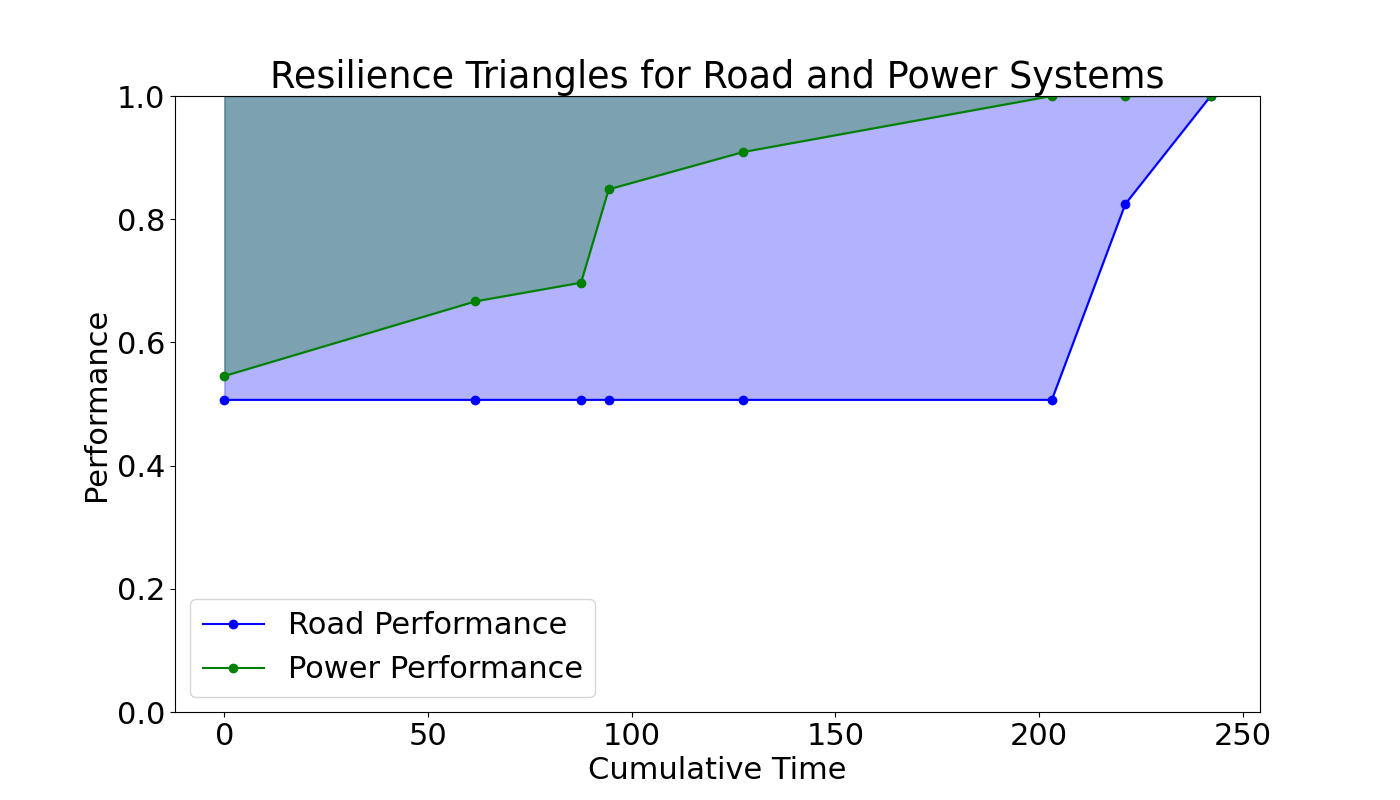 Resilience Triangles for Road and Power Systems
1.0
0.8
0.6
0.4
0.2
0.0
Performance
Road Performance
Power Performance
0 50 100 150 200 250
Cumulative Time